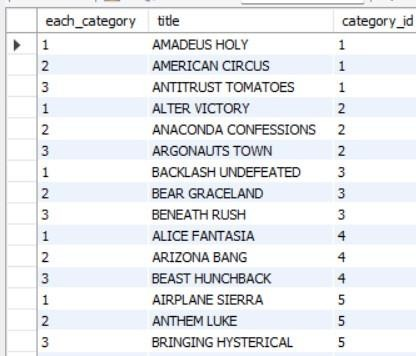 each_category title category_id
1 AMADEUS HOLY 1
2 AMERICAN CIRCUS 1
3 ANTITRUST TOMATOES 1
1 ALTER VICTORY 2
2 ANACONDA CONFESSIONS 2
3 ARGONAUTS TOWN 2
1 BACKLASH UNDEFEATED 3
2 BEAR GRACELAND 3
3 BENEATH RUSH 3
1 ALICE FANTASIA 4
2 ARIZONA BANG 4
3 BEAST HUNCHBACK 4
1 AIRPLANE SIERRA 5
2 ANTHEM LUKE 5
3 BRINGING HYSTERICAL 5